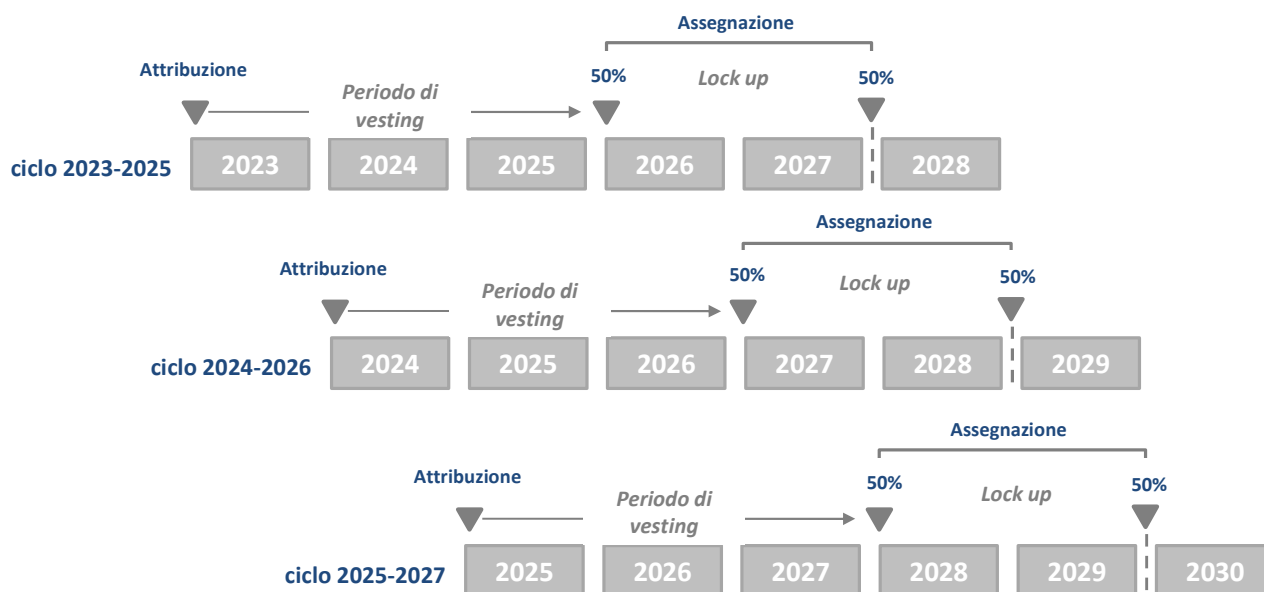 Assegnazione
Attribuzione
50%
Lock up
50%
Periodo di
vesting
ciclo 2023-2025
2023
2024
2025
2026
2027
2028
Assegnazione
Attribuzione
50%
Lock up
50%
Periodo di
vesting
ciclo 2024-2026
2024
2025
2026
2027
2028
2029
Assegnazione
Attribuzione
50%
Lock up
50%
Periodo di
vesting
ciclo 2025-2027
2025
2026
2027
2028
2029
2030